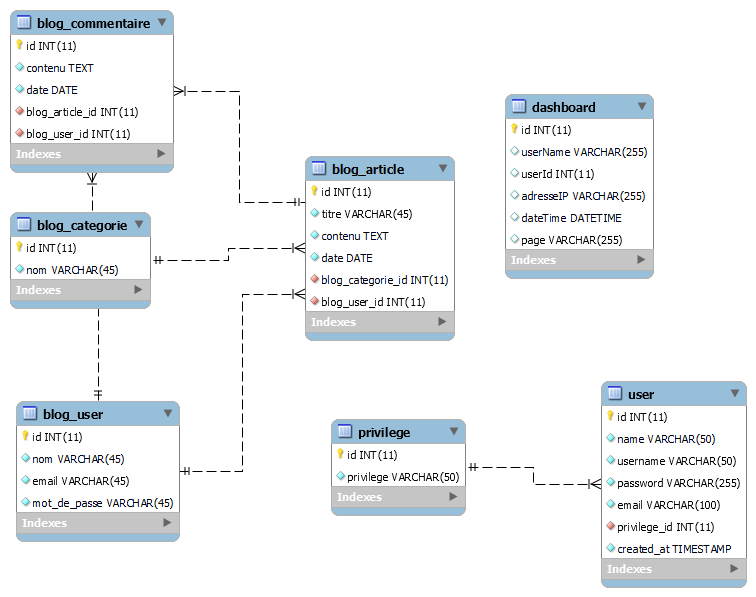 blog_commentaire
id INT(11)
contenu TEXT
date DATE
blog_article_id INT(11)
blog_user_id INT(11)
Indexes
blog_categorie
id INT(11)
nom VARCHAR(45)
Indexes
blog_user
id INT(11)
nom VARCHAR(45)
email VARCHAR(45)
mot_de_passe VARCHAR(45)
Indexes
blog_article
id INT(11)
titre VARCHAR(45)
contenu TEXT
date DATE
blog_categorie_id INT(11)
blog_user_id INT(11)
Indexes
privilege
id INT(11)
privilege VARCHAR(50)
Indexes
dashboard
id INT(11)
userName VARCHAR(255)
userId INT(11)
adresseIP VARCHAR(255)
dateTime DATETIME
page VARCHAR(255)
Indexes
user
id INT(11)
name VARCHAR(50)
username VARCHAR(50)
password VARCHAR(255)
email VARCHAR(100)
privilege_id INT(11)
created_at TIMESTAMP
Indexes